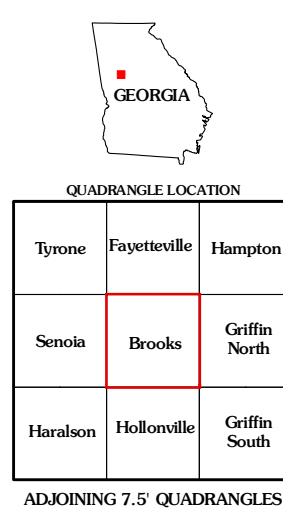 GEORGIA
QUADRANGLE LOCATION
Tyrone
Fayetteville
Hampton
Senoia
Brooks
Griffin
North
Haralson
Hollonville
Griffin
South
ADJOINING 7.5' QUADRANGLES